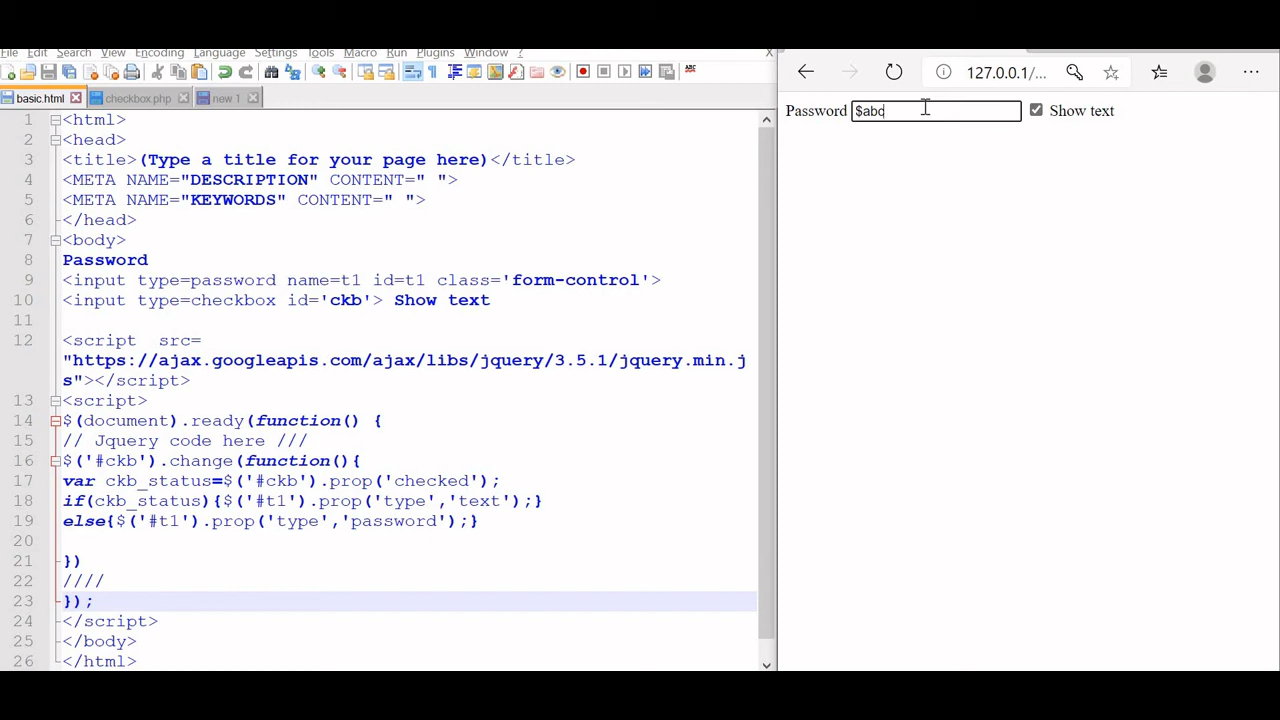 File Edit Search View Encoding Language Settings Tools Macro Run Plugins Window ?
basic.html checkbox.php new 1
1 <html>
2 <head>
3 <title>(Type a title for your page here)</title>
4 <META NAME="DESCRIPTION" CONTENT=" ">
5 <META NAME="KEYWORDS" CONTENT=" ">
6 </head>
7 <body>
8 Password
9 <input type=password name=t1 id=t1 class='form-control'>
10 <input type=checkbox id='ckb'> Show text
11
12 <script  src=
"https://ajax.googleapis.com/ajax/libs/jquery/3.5.1/jquery.min.j
s"></script>
13 <script>
14 $(document).ready(function() {
15 // Jquery code here ///
16 $('#ckb').change(function(){
17 var ckb_status=$('#ckb').prop('checked');
18 if(ckb_status){$('#t1').prop('type','text');}
19 else{$('#t1').prop('type','password');}
20
21 })
22 ////
23 });
24 </script>
25 </body>
26 </html>
127.0.0.1/...
Password $abc Show text